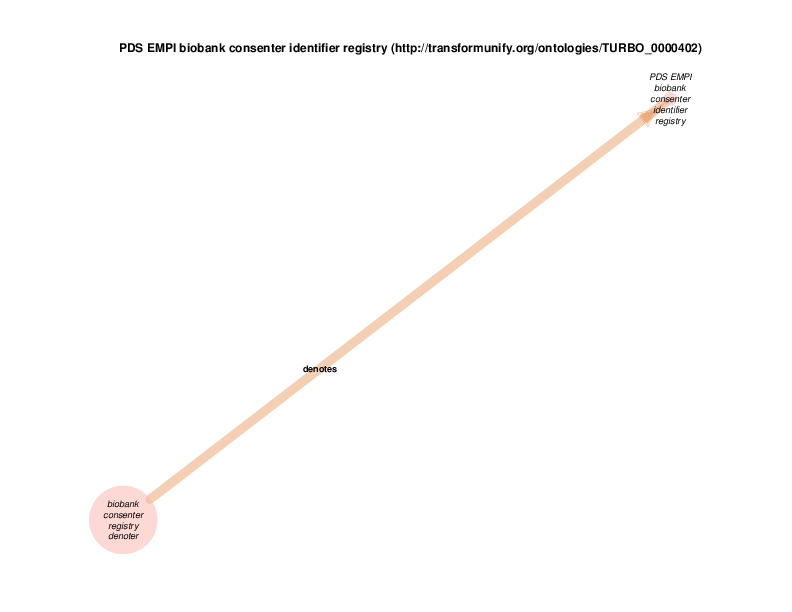 PDS EMPI biobank consenter identifier registry (http://transformunify.org/ontologies/TURBO_0000402)
PDS EMPI
biobank
consenter
identifier
registry
denotes
biobank
consenter
registry
denoter